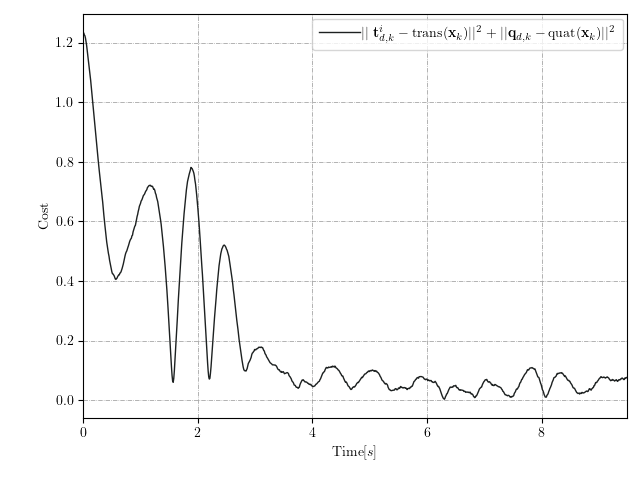 || t^i_{d,k} − trans(x_k)||² + ||q_{d,k} − quat(x_k)||²
1.2
1.0
0.8
0.6
0.4
0.2
0.0
Cost
0 2 4 6 8
Time[s]